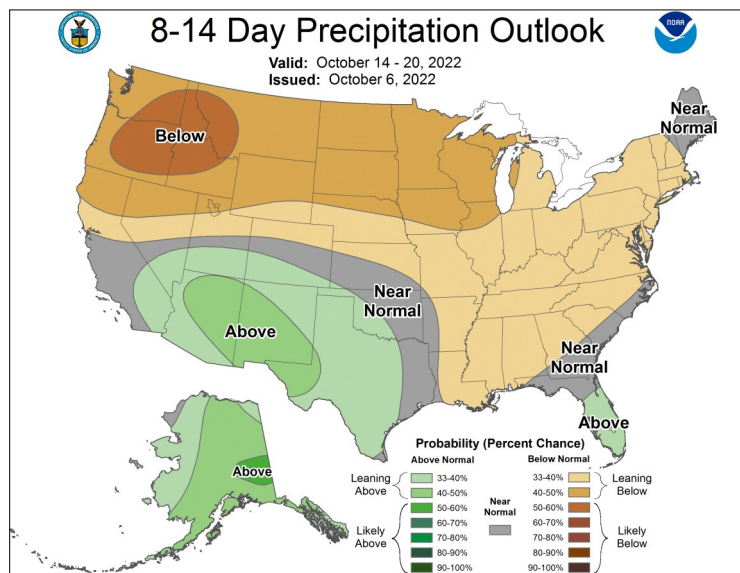 8-14 Day Precipitation Outlook
NOAA
Valid: October 14 - 20, 2022
Issued: October 6, 2022
Near
Normal
Below
Near
Normal
Above
Near
Normal
Above
Above
Probability (Percent Chance)
Above Normal
Below Normal
Leaning
Above
33-40%
40-50%
50-60%
60-70%
70-80%
80-90%
90-100%
Likely
Above
Near
Normal
33-40%
40-50%
50-60%
60-70%
70-80%
80-90%
90-100%
Leaning
Below
Likely
Below